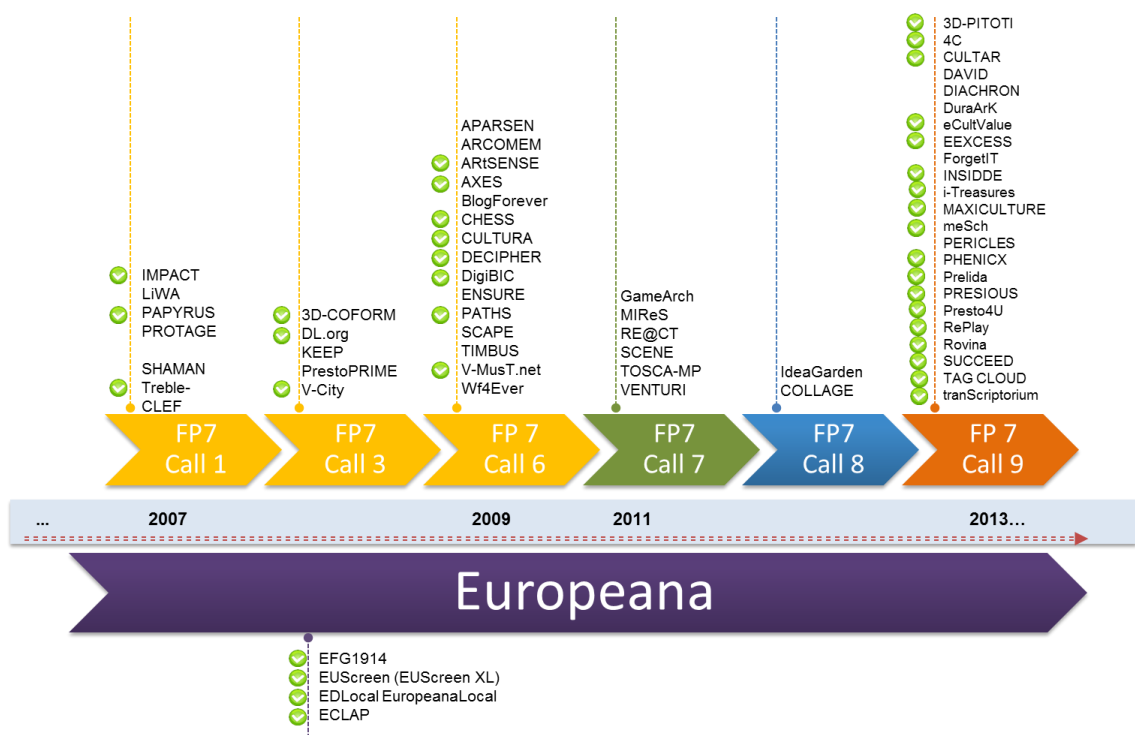 IMPACT
LiWA
PAPYRUS
PROTAGE
SHAMAN
Treble-
CLEF
3D-COFORM
DL.org
KEEP
PrestoPRIME
V-City
APARSEN
ARCOMEM
ARtSENSE
AXES
BlogForever
CHESS
CULTURA
DECIPHER
DigiBIC
ENSURE
PATHS
SCAPE
TIMBUS
V-MusT.net
Wf4Ever
GameArch
MIReS
RE@CT
SCENE
TOSCA-MP
VENTURI
IdeaGarden
COLLAGE
3D-PITOTI
4C
CULTAR
DAVID
DIACHRON
DuraArK
eCultValue
EEXCESS
ForgetIT
INSIDDE
i-Treasures
MAXICULTURE
meSch
PERICLES
PHENICX
Prelida
PRESIOUS
Presto4U
RePlay
Rovina
SUCCEED
TAG CLOUD
tranScriptorium
FP7
Call 1
FP7
Call 3
FP 7
Call 6
FP7
Call 7
FP7
Call 8
FP 7
Call 9
... 2007 2009 2011 2013...
Europeana
EFG1914
EUScreen (EUScreen XL)
EDLocal EuropeanaLocal
ECLAP